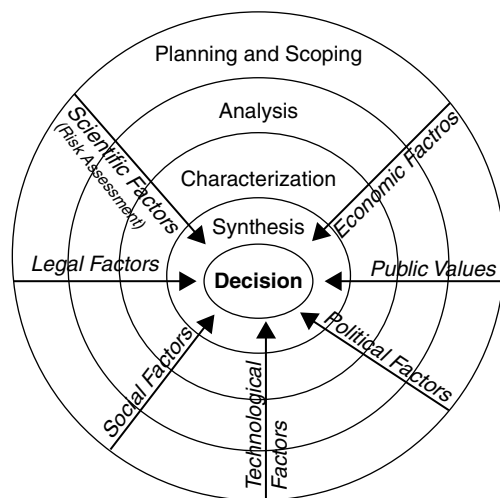 Planning and Scoping
Analysis
Characterization
Synthesis
Decision
Scientific Factors
(Risk Assessment)
Economic Factros
Legal Factors
Public Values
Social Factors
Technological
Factors
Political Factors